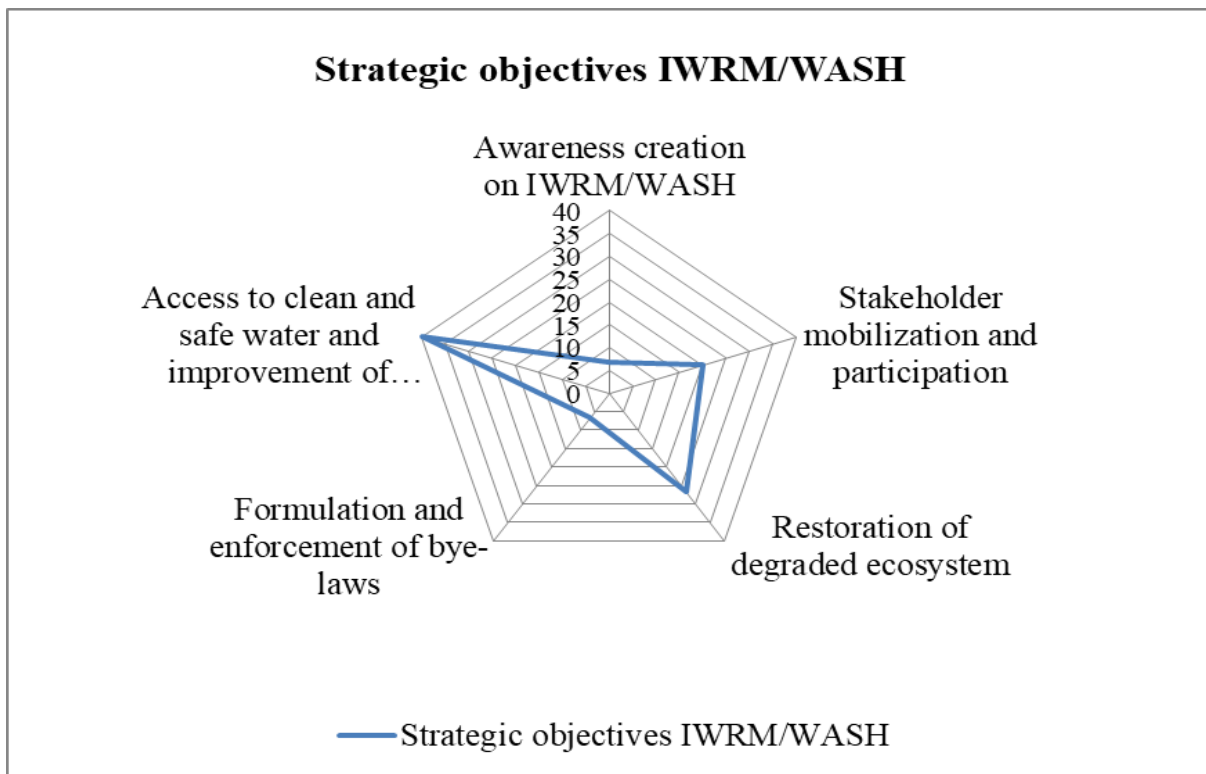 Strategic objectives IWRM/WASH
Awareness creation
on IWRM/WASH
40
35
30
25
20
15
10
5
0
Stakeholder
mobilization and
participation
Restoration of
degraded ecosystem
Formulation and
enforcement of bye-
laws
Access to clean and
safe water and
improvement of…
Strategic objectives IWRM/WASH